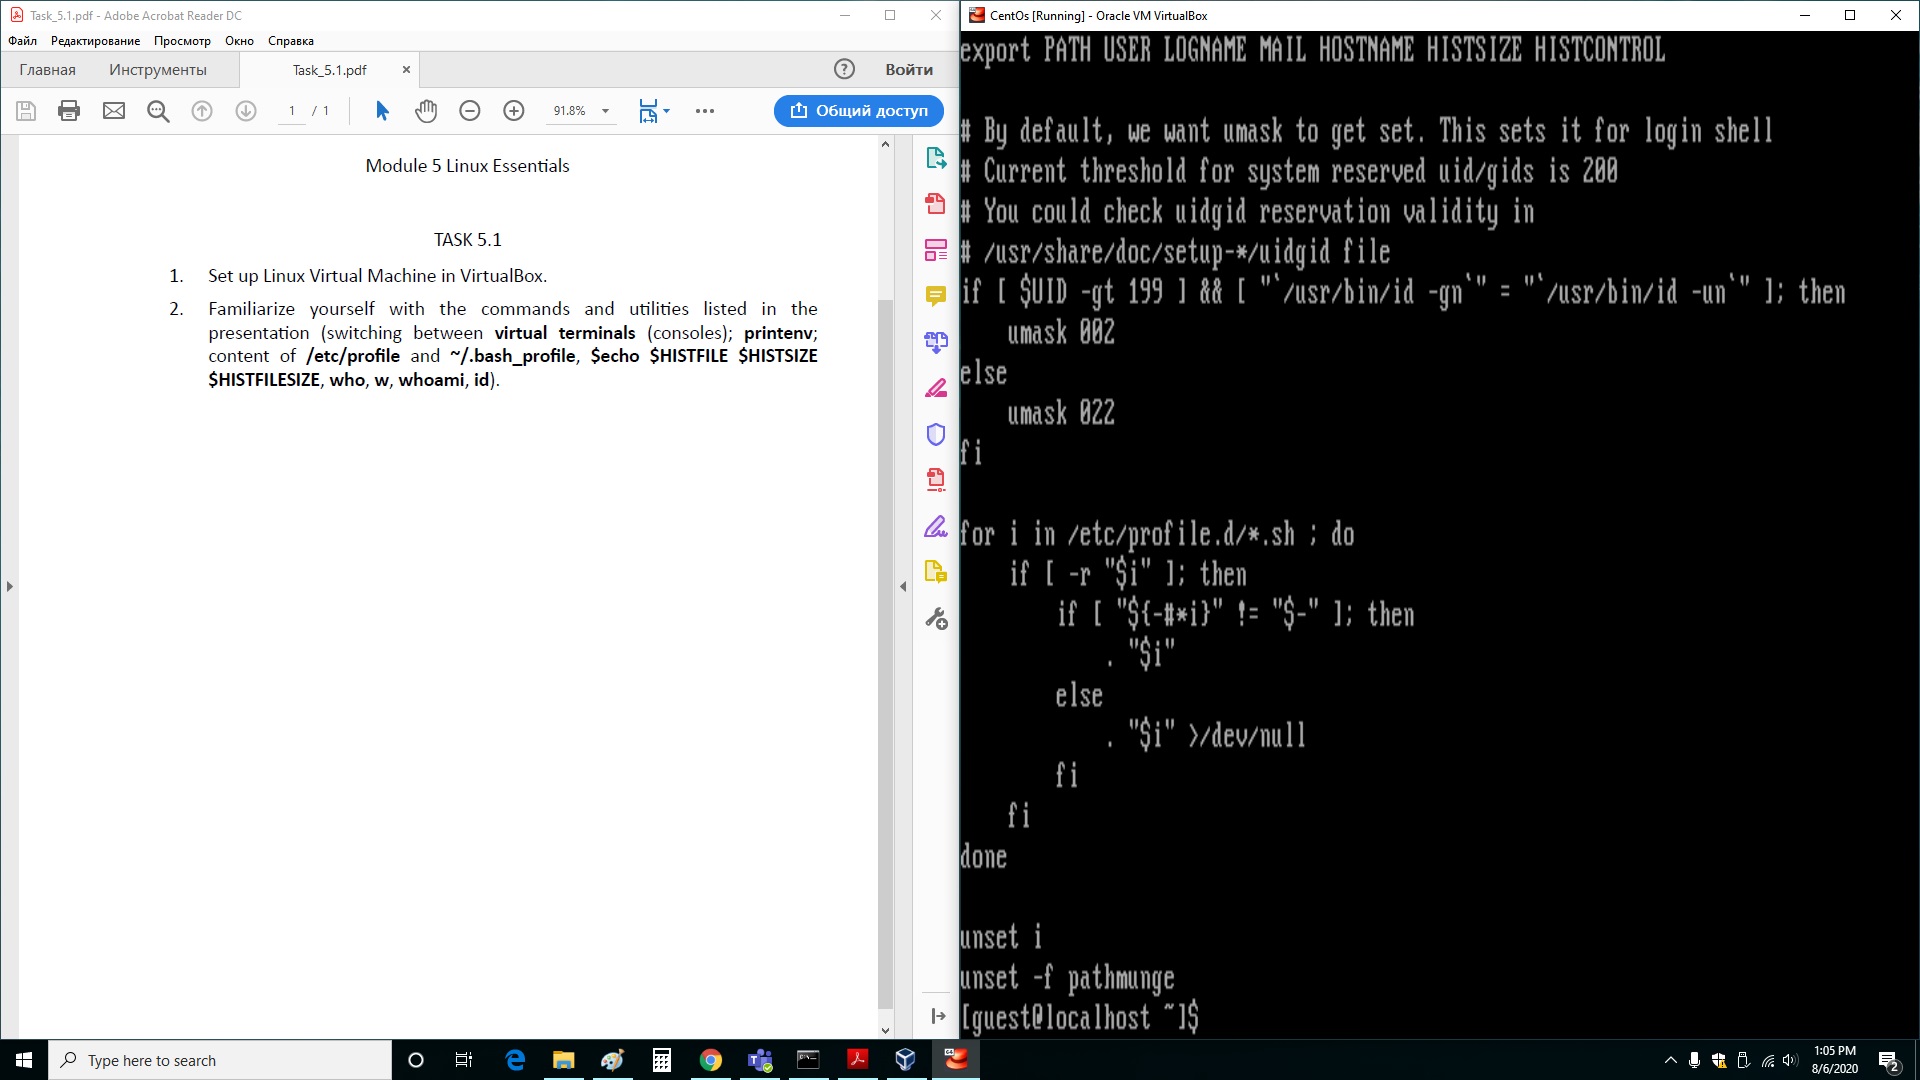 Task_5.1.pdf - Adobe Acrobat Reader DC
Файл Редактирование Просмотр Окно Справка
Главная Инструменты Task_5.1.pdf Войти
1 / 1 91.8% Общий доступ
Module 5 Linux Essentials
TASK 5.1
1. Set up Linux Virtual Machine in VirtualBox.
2. Familiarize yourself with the commands and utilities listed in the
presentation (switching between virtual terminals (consoles); printenv;
content of /etc/profile and ~/.bash_profile, $echo $HISTFILE $HISTSIZE
$HISTFILESIZE, who, w, whoami, id).
CentOs [Running] - Oracle VM VirtualBox
export PATH USER LOGNAME MAIL HOSTNAME HISTSIZE HISTCONTROL
# By default, we want umask to get set. This sets it for login shell
# Current threshold for system reserved uid/gids is 200
# You could check uidgid reservation validity in
# /usr/share/doc/setup-*/uidgid file
if [ $UID -gt 199 ] && [ "`/usr/bin/id -gn`" = "`/usr/bin/id -un`" ]; then
    umask 002
else
    umask 022
fi
for i in /etc/profile.d/*.sh ; do
    if [ -r "$i" ]; then
        if [ "${-#*i}" != "$-" ]; then
            . "$i"
        else
            . "$i" >/dev/null
        fi
    fi
done
unset i
unset -f pathmunge
[guest@localhost ~]$
Type here to search
1:05 PM
8/6/2020
2